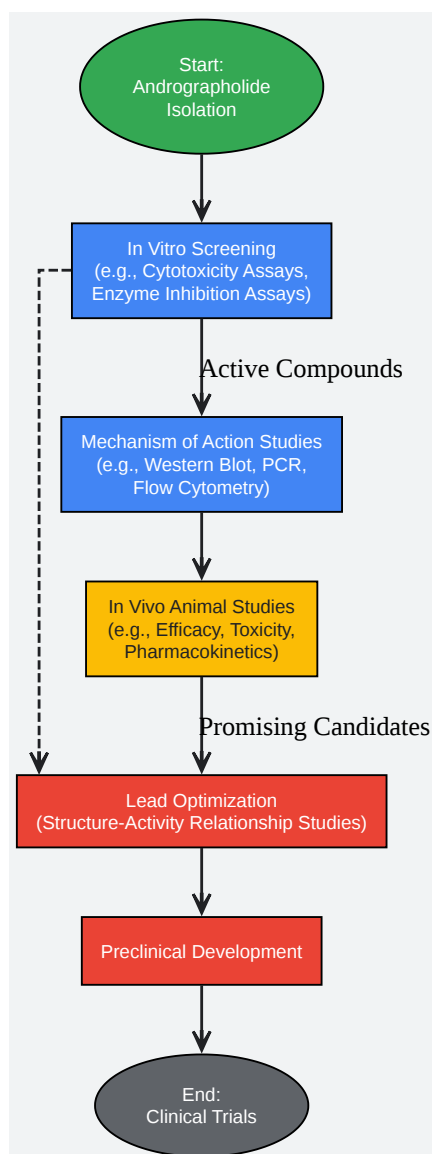 Start:
Andrographolide
Isolation
In Vitro Screening
(e.g., Cytotoxicity Assays,
Enzyme Inhibition Assays)
Active Compounds
Mechanism of Action Studies
(e.g., Western Blot, PCR,
Flow Cytometry)
In Vivo Animal Studies
(e.g., Efficacy, Toxicity,
Pharmacokinetics)
Promising Candidates
Lead Optimization
(Structure-Activity Relationship Studies)
Preclinical Development
End:
Clinical Trials